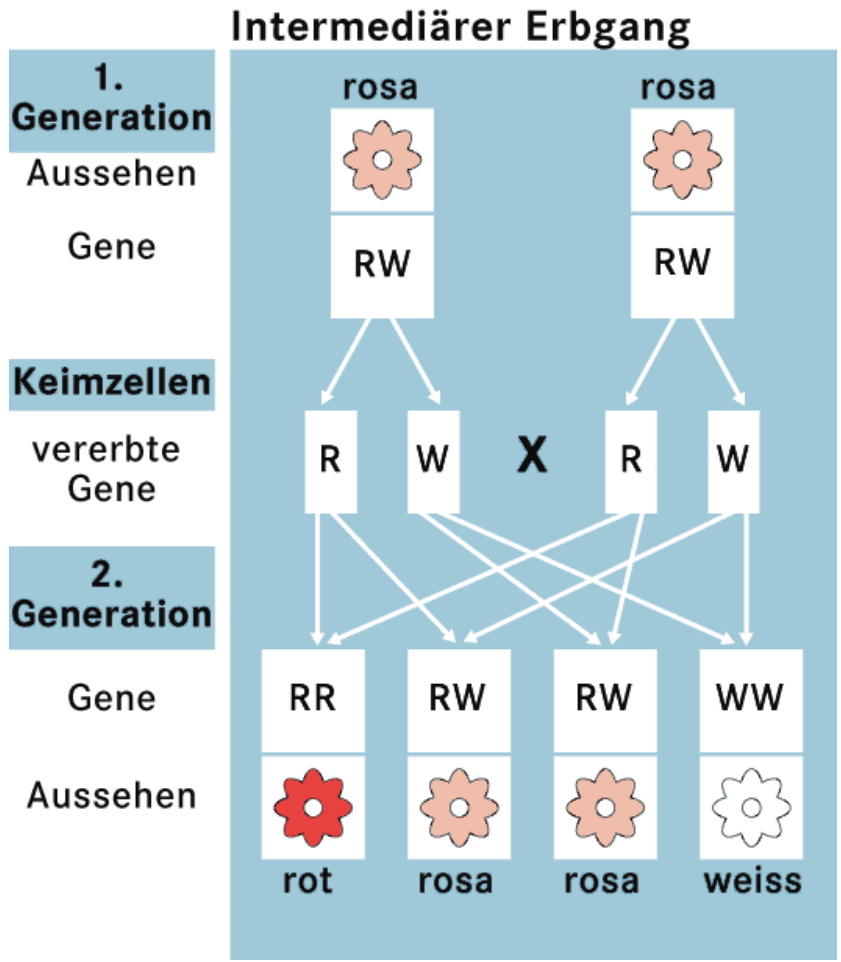 Intermediärer Erbgang
1.
Generation
rosa
rosa
Aussehen
Gene
RW
RW
Keimzellen
vererbte
Gene
R
W
X
R
W
2.
Generation
Gene
RR
RW
RW
WW
Aussehen
rot
rosa
rosa
weiss